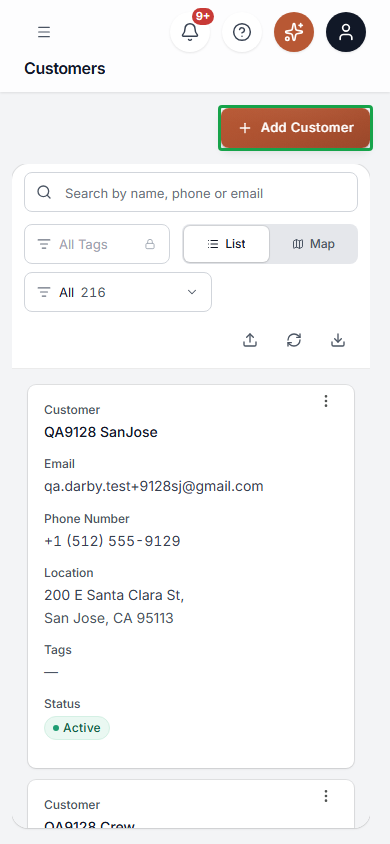 9+
Customers
+ Add Customer
Search by name, phone or email
All Tags
List
Map
All 216
Customer
QA9128 SanJose
Email
qa.darby.test+9128sj@gmail.com
Phone Number
+1 (512) 555-9129
Location
200 E Santa Clara St,
San Jose, CA 95113
Tags
—
Status
Active
Customer
QA9128 Crew